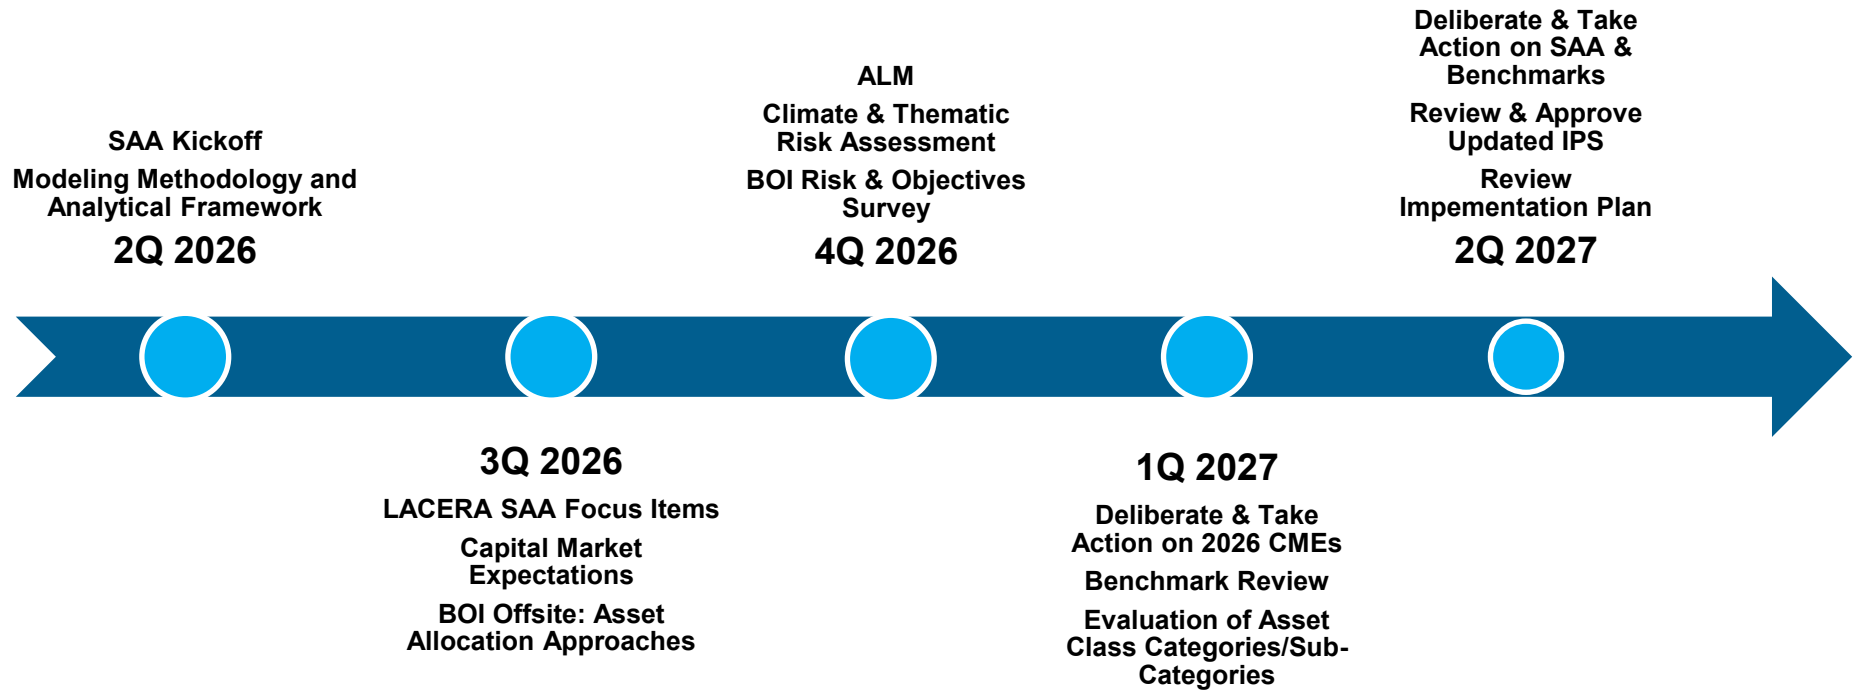 SAA Kickoff
Modeling Methodology and
Analytical Framework
2Q 2026
3Q 2026
LACERA SAA Focus Items
Capital Market
Expectations
BOI Offsite: Asset
Allocation Approaches
ALM
Climate & Thematic
Risk Assessment
BOI Risk & Objectives
Survey
4Q 2026
1Q 2027
Deliberate & Take
Action on 2026 CMEs
Benchmark Review
Evaluation of Asset
Class Categories/Sub-
Categories
Deliberate & Take
Action on SAA &
Benchmarks
Review & Approve
Updated IPS
Review
Impementation Plan
2Q 2027